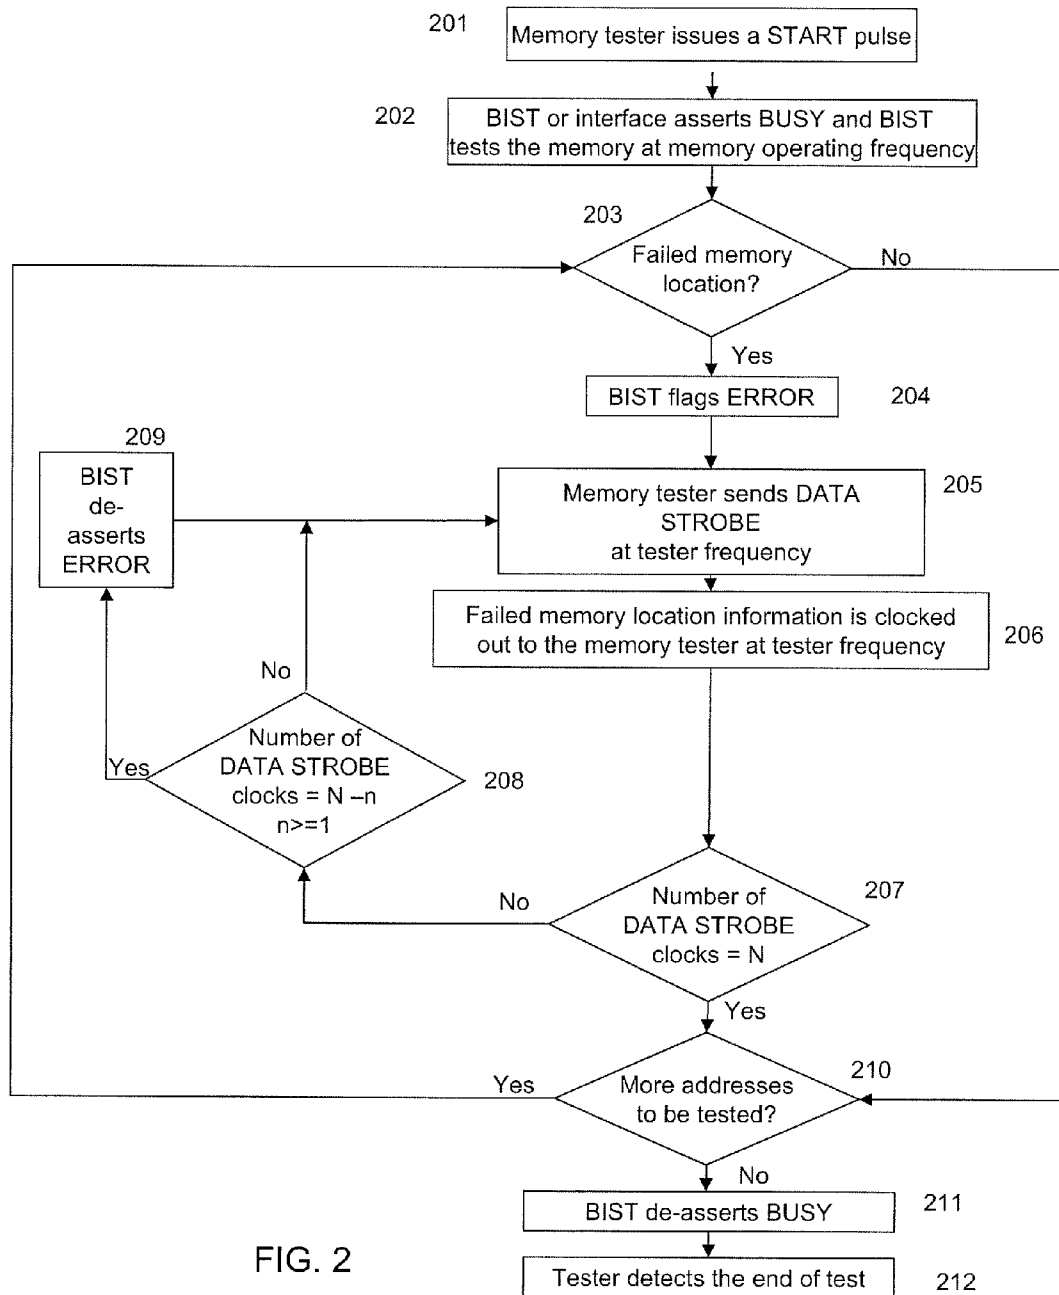 201
Memory tester issues a START pulse
202
BIST or interface asserts BUSY and BIST
tests the memory at memory operating frequency
203
Failed memory
location?
No
Yes
BIST flags ERROR
204
209
BIST
de-
asserts
ERROR
Memory tester sends DATA
STROBE
at tester frequency
205
Failed memory location information is clocked
out to the memory tester at tester frequency
206
No
Number of
DATA STROBE
clocks = N –n
n>=1
Yes
208
207
No
Number of
DATA STROBE
clocks = N
Yes
210
Yes
More addresses
to be tested?
No
BIST de-asserts BUSY
211
FIG. 2
Tester detects the end of test
212